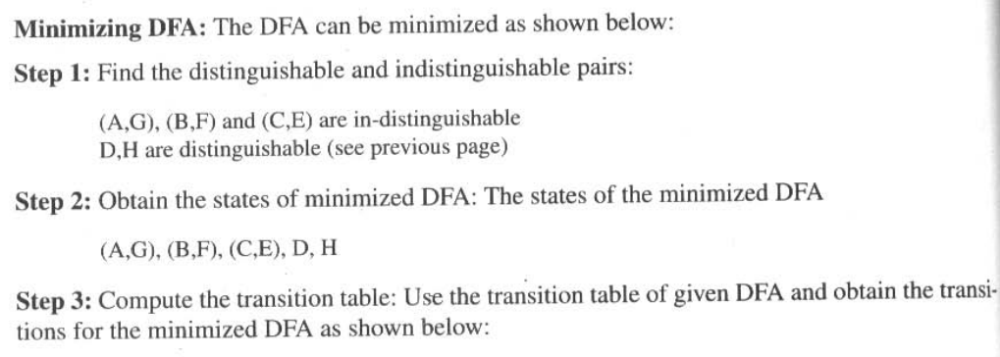 Minimizing DFA: The DFA can be minimized as shown below:
Step 1: Find the distinguishable and indistinguishable pairs:
(A,G), (B,F) and (C,E) are in-distinguishable
D,H are distinguishable (see previous page)
Step 2: Obtain the states of minimized DFA: The states of the minimized DFA
(A,G), (B,F), (C,E), D, H
Step 3: Compute the transition table: Use the transition table of given DFA and obtain the transi-
tions for the minimized DFA as shown below: